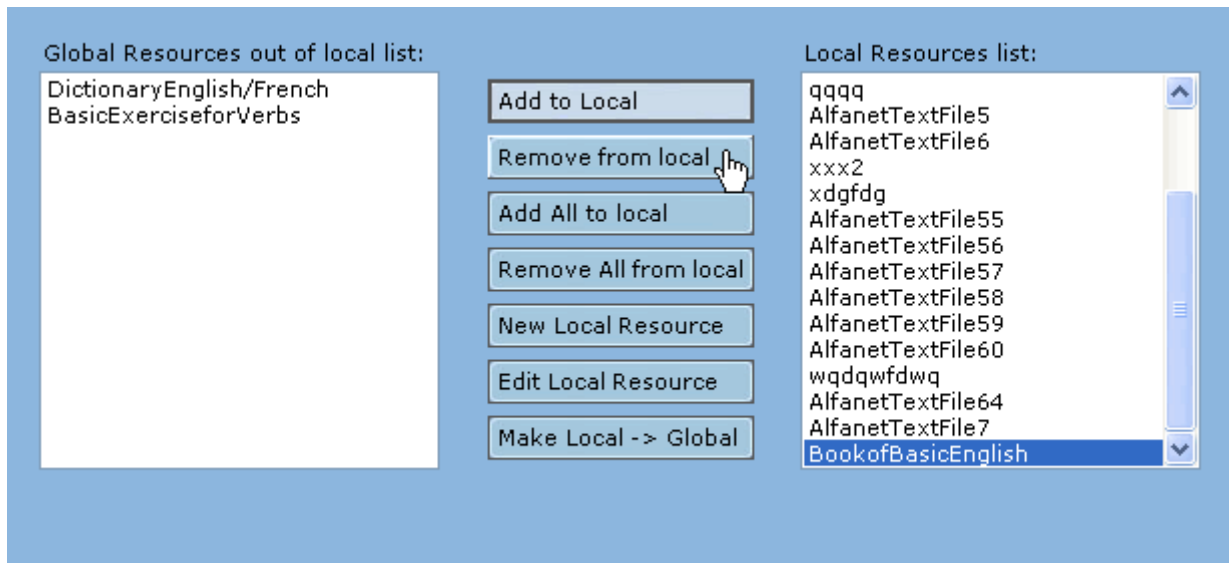 Global Resources out of local list:
DictionaryEnglish/French
BasicExerciseforVerbs
Add to Local
Remove from local
Add All to local
Remove All from local
New Local Resource
Edit Local Resource
Make Local -> Global
Local Resources list:
qqqq
AlfanetTextFile5
AlfanetTextFile6
xxx2
xdgfdg
AlfanetTextFile55
AlfanetTextFile56
AlfanetTextFile57
AlfanetTextFile58
AlfanetTextFile59
AlfanetTextFile60
wqdqwfdwq
AlfanetTextFile64
AlfanetTextFile7
BookofBasicEnglish